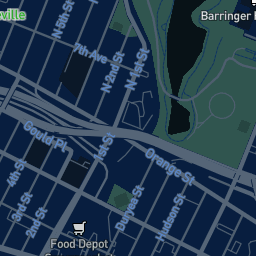 ville
N 5th St
Barringer
7th Ave
N 2nd St
N 1st St
Gould Pl
1st St
Orange St
4th St
3rd St
2nd St
Duryea St
Hudson St
Food Depot